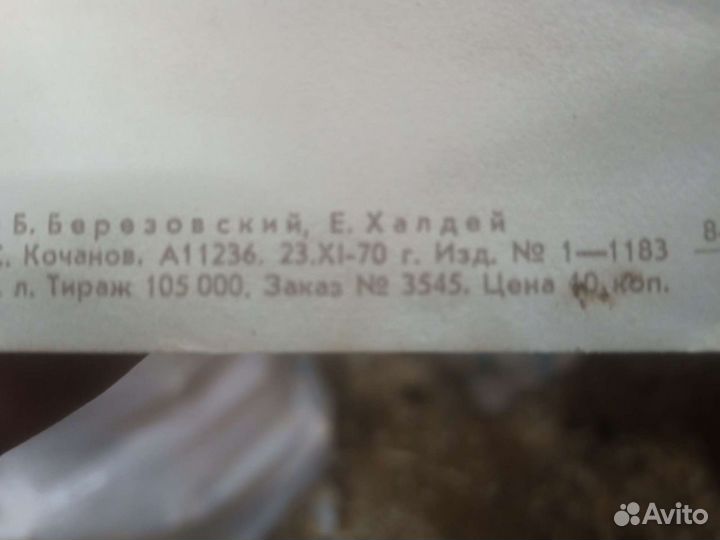 Б. Березовский, Е. Халдей
Кочанов. А11236. 23.XI-70 г. Изд. № 1—1183
л. Тираж 105 000. Заказ № 3545. Цена 10 коп.
8
Avito